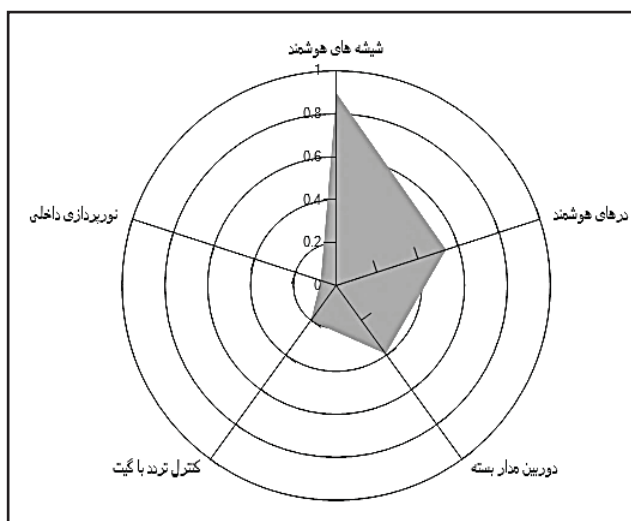 شیشه های هوشمند
1
0.8
0.6
0.4
0.2
0
درهای هوشمند
نورپردازی داخلی
دوربین مدار بسته
کنترل تردد با گیت